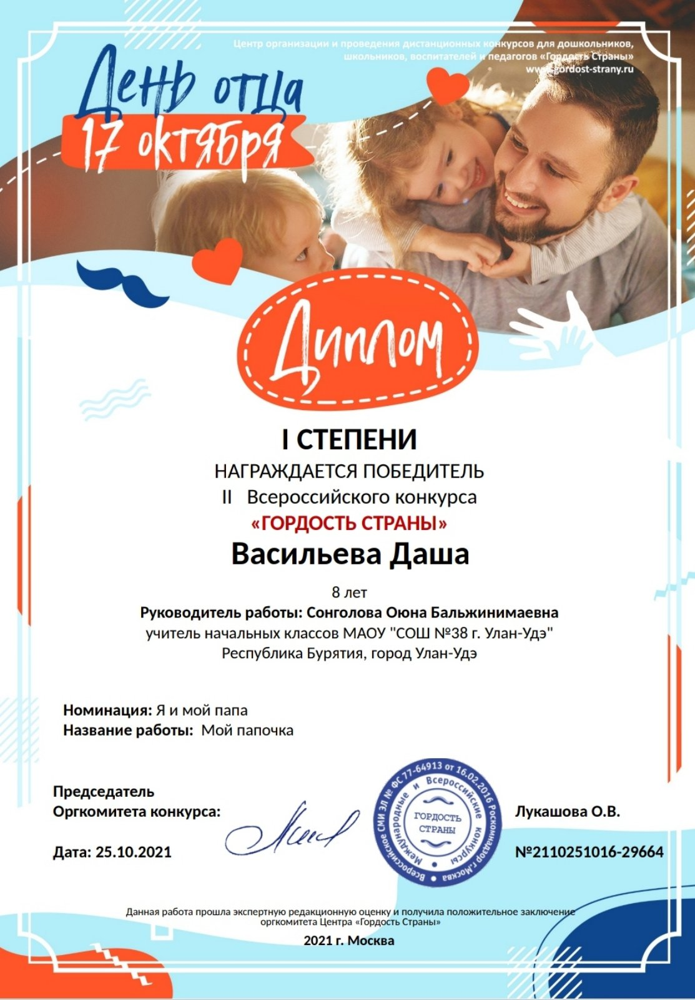 Центр организации и проведения дистанционных конкурсов для дошкольников,
школьников, воспитателей и педагогов «Гордость Страны»
www.gordost-strany.ru
День отца
17 октября
Диплом
I СТЕПЕНИ
НАГРАЖДАЕТСЯ ПОБЕДИТЕЛЬ
II Всероссийского конкурса
«ГОРДОСТЬ СТРАНЫ»
Васильева Даша
8 лет
Руководитель работы: Сонголова Оюна Бальжинимаевна
учитель начальных классов МАОУ "СОШ №38 г. Улан-Удэ"
Республика Бурятия, город Улан-Удэ
Номинация: Я и мой папа
Название работы: Мой папочка
Председатель
Оргкомитета конкурса:
Лукашова О.В.
Всероссийское СМИ ЭЛ № ФС 77-64913 от 16.02.2016 Роскомнадзор г.Москва
Международные и Всероссийские конкурсы
ГОРДОСТЬ
СТРАНЫ
Дата: 25.10.2021
№2110251016-29664
Данная работа прошла экспертную редакционную оценку и получила положительное заключение
оргкомитета Центра «Гордость Страны»
2021 г. Москва